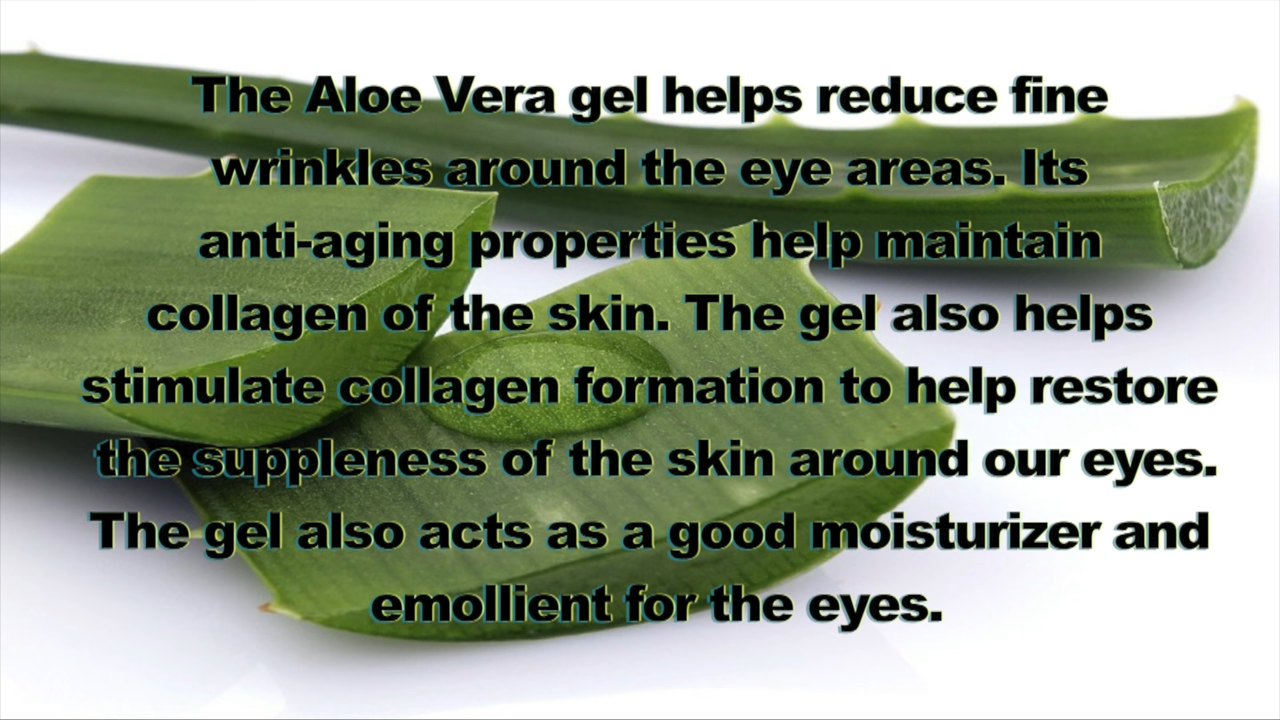 The Aloe Vera gel helps reduce fine
wrinkles around the eye areas. Its
anti-aging properties help maintain
collagen of the skin. The gel also helps
stimulate collagen formation to help restore
the suppleness of the skin around our eyes.
The gel also acts as a good moisturizer and
emollient for the eyes.